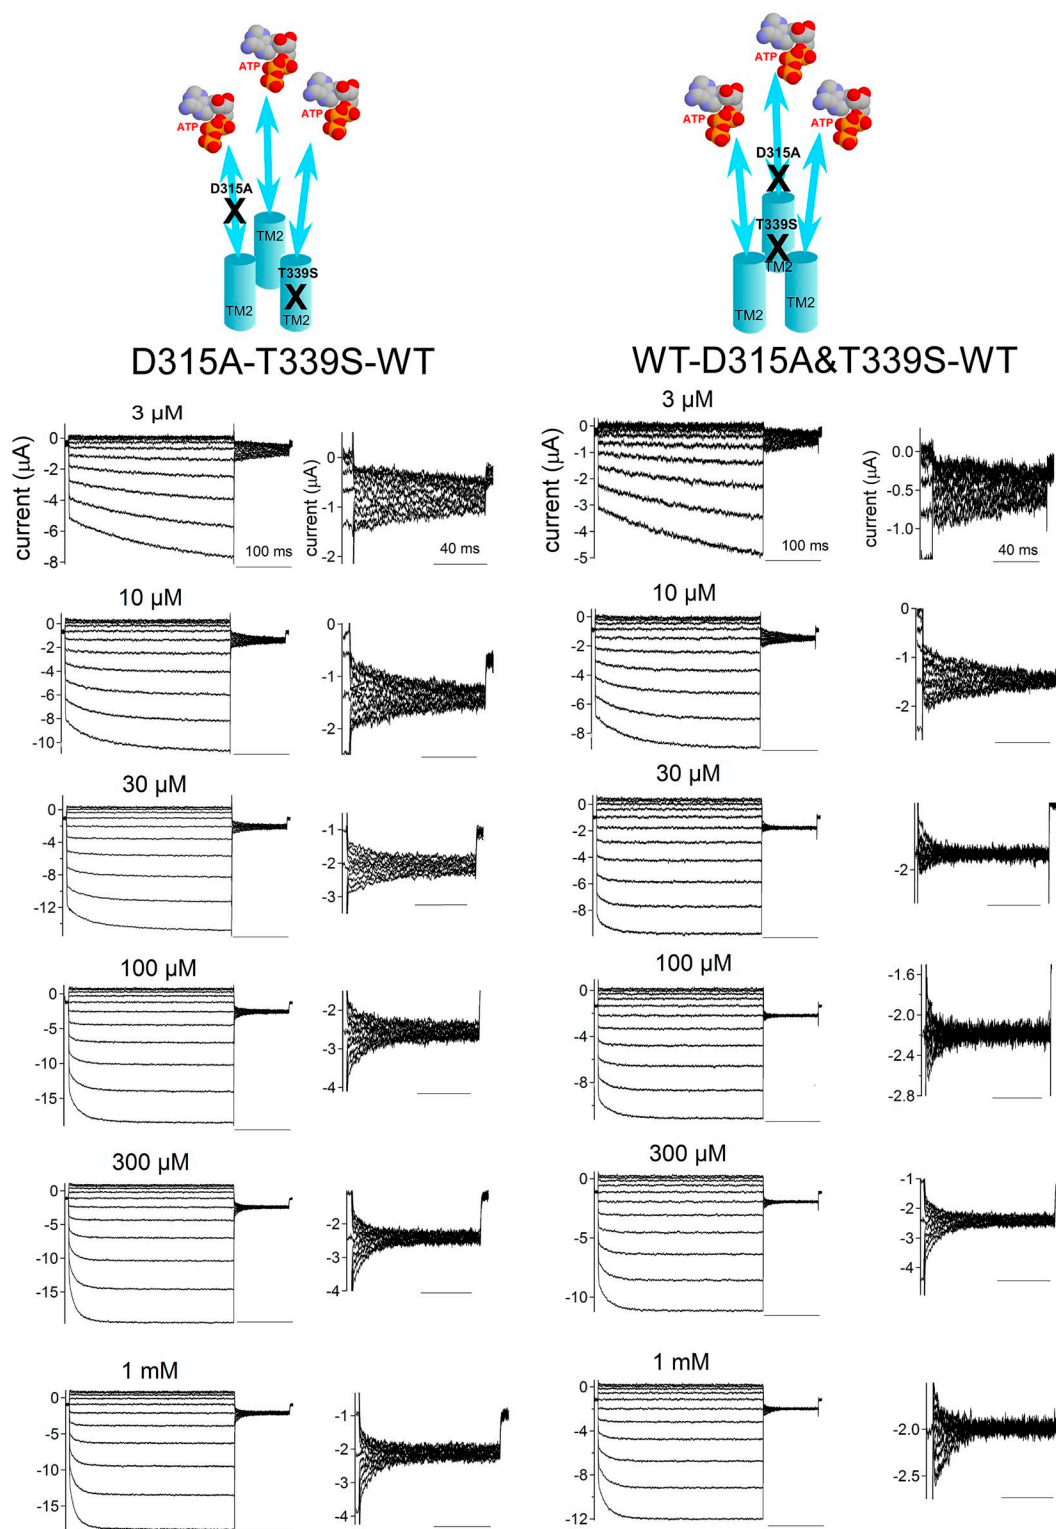 ATP
ATP
D315A
TM2
T339S
TM2
TM2
D315A-T339S-WT
3 µM
current (µA)
0
-2
-4
-6
-8
100 ms
current (µA)
0
-1
-2
40 ms
10 µM
0
-2
-4
-6
-8
-10
0
-1
-2
30 µM
0
-4
-8
-12
-1
-2
-3
100 µM
0
-5
-10
-15
-2
-3
-4
300 µM
0
-5
-10
-15
-2
-3
-4
1 mM
0
-5
-10
-15
-1
-2
-3
-4
ATP
ATP
ATP
D315A
T339S
TM2
TM2
TM2
WT-D315A&T339S-WT
3 µM
current (µA)
0
-1
-2
-3
-4
-5
100 ms
current (µA)
0.0
-0.5
-1.0
40 ms
10 µM
0
-2
-4
-6
-8
0
-1
-2
30 µM
0
-2
-4
-6
-8
-2
100 µM
0
-4
-8
-1.6
-2.0
-2.4
-2.8
300 µM
0
-5
-10
-1
-2
-3
-4
1 mM
0
-4
-8
-12
-2.0
-2.5